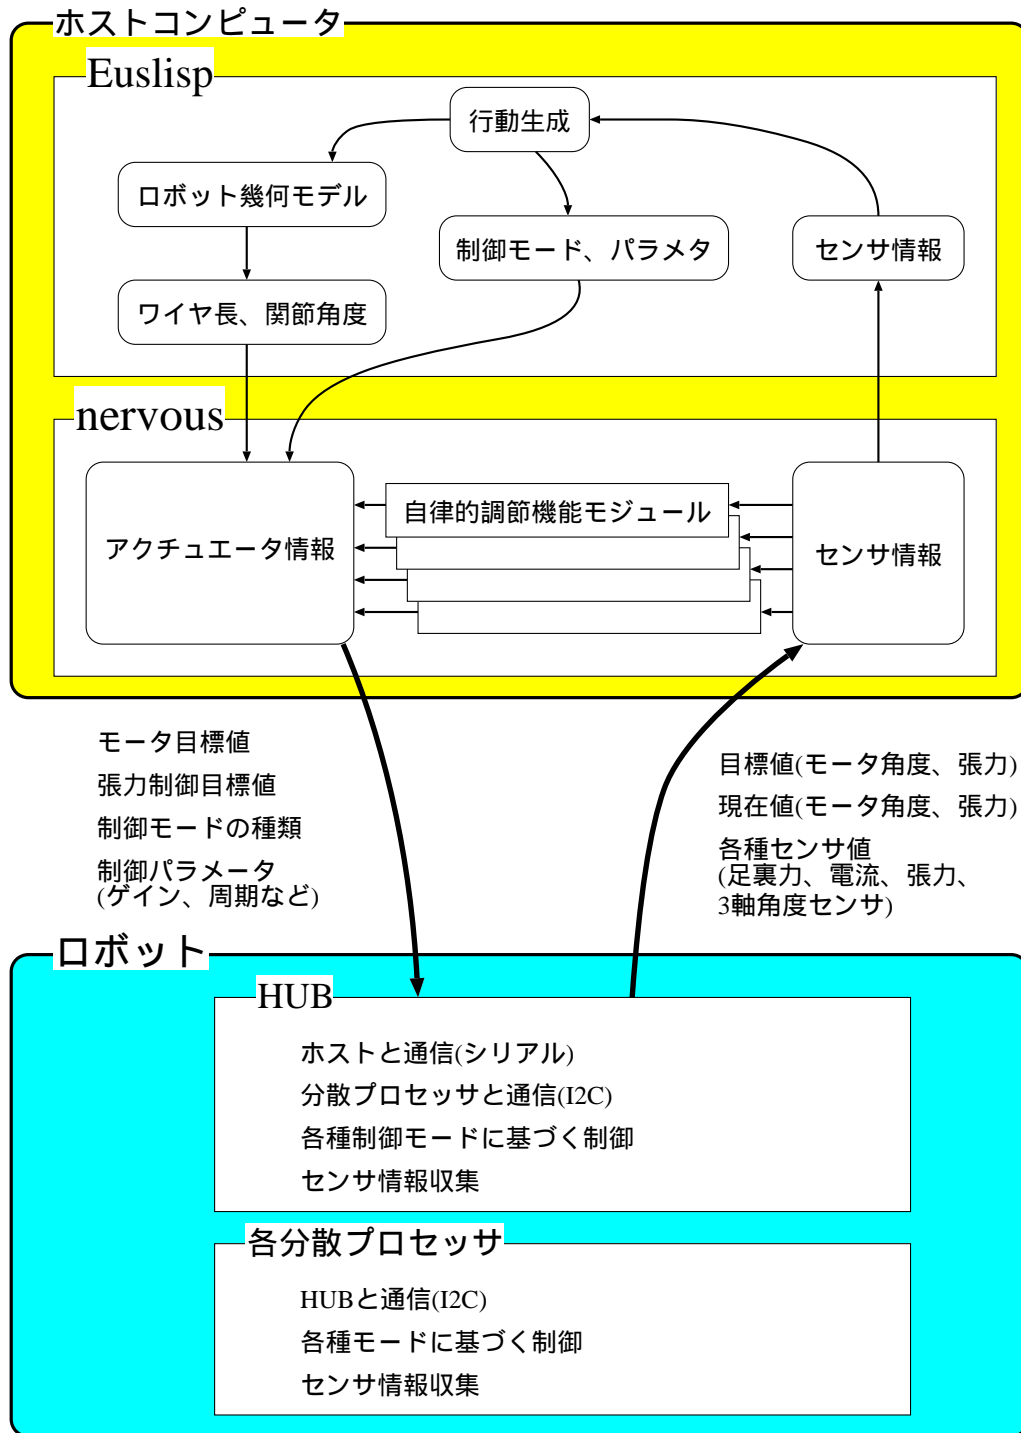 ホストコンピュータ
Euslisp
行動生成
ロボット幾何モデル
制御モード、パラメタ
センサ情報
ワイヤ長、関節角度
nervous
自律的調節機能モジュール
アクチュエータ情報
センサ情報
モータ目標値
張力制御目標値
制御モードの種類
制御パラメータ
(ゲイン、周期など)
目標値(モータ角度、張力)
現在値(モータ角度、張力)
各種センサ値
(足裏力、電流、張力、
3軸角度センサ)
ロボット
HUB
ホストと通信(シリアル)
分散プロセッサと通信(I2C)
各種制御モードに基づく制御
センサ情報収集
各分散プロセッサ
HUBと通信(I2C)
各種モードに基づく制御
センサ情報収集